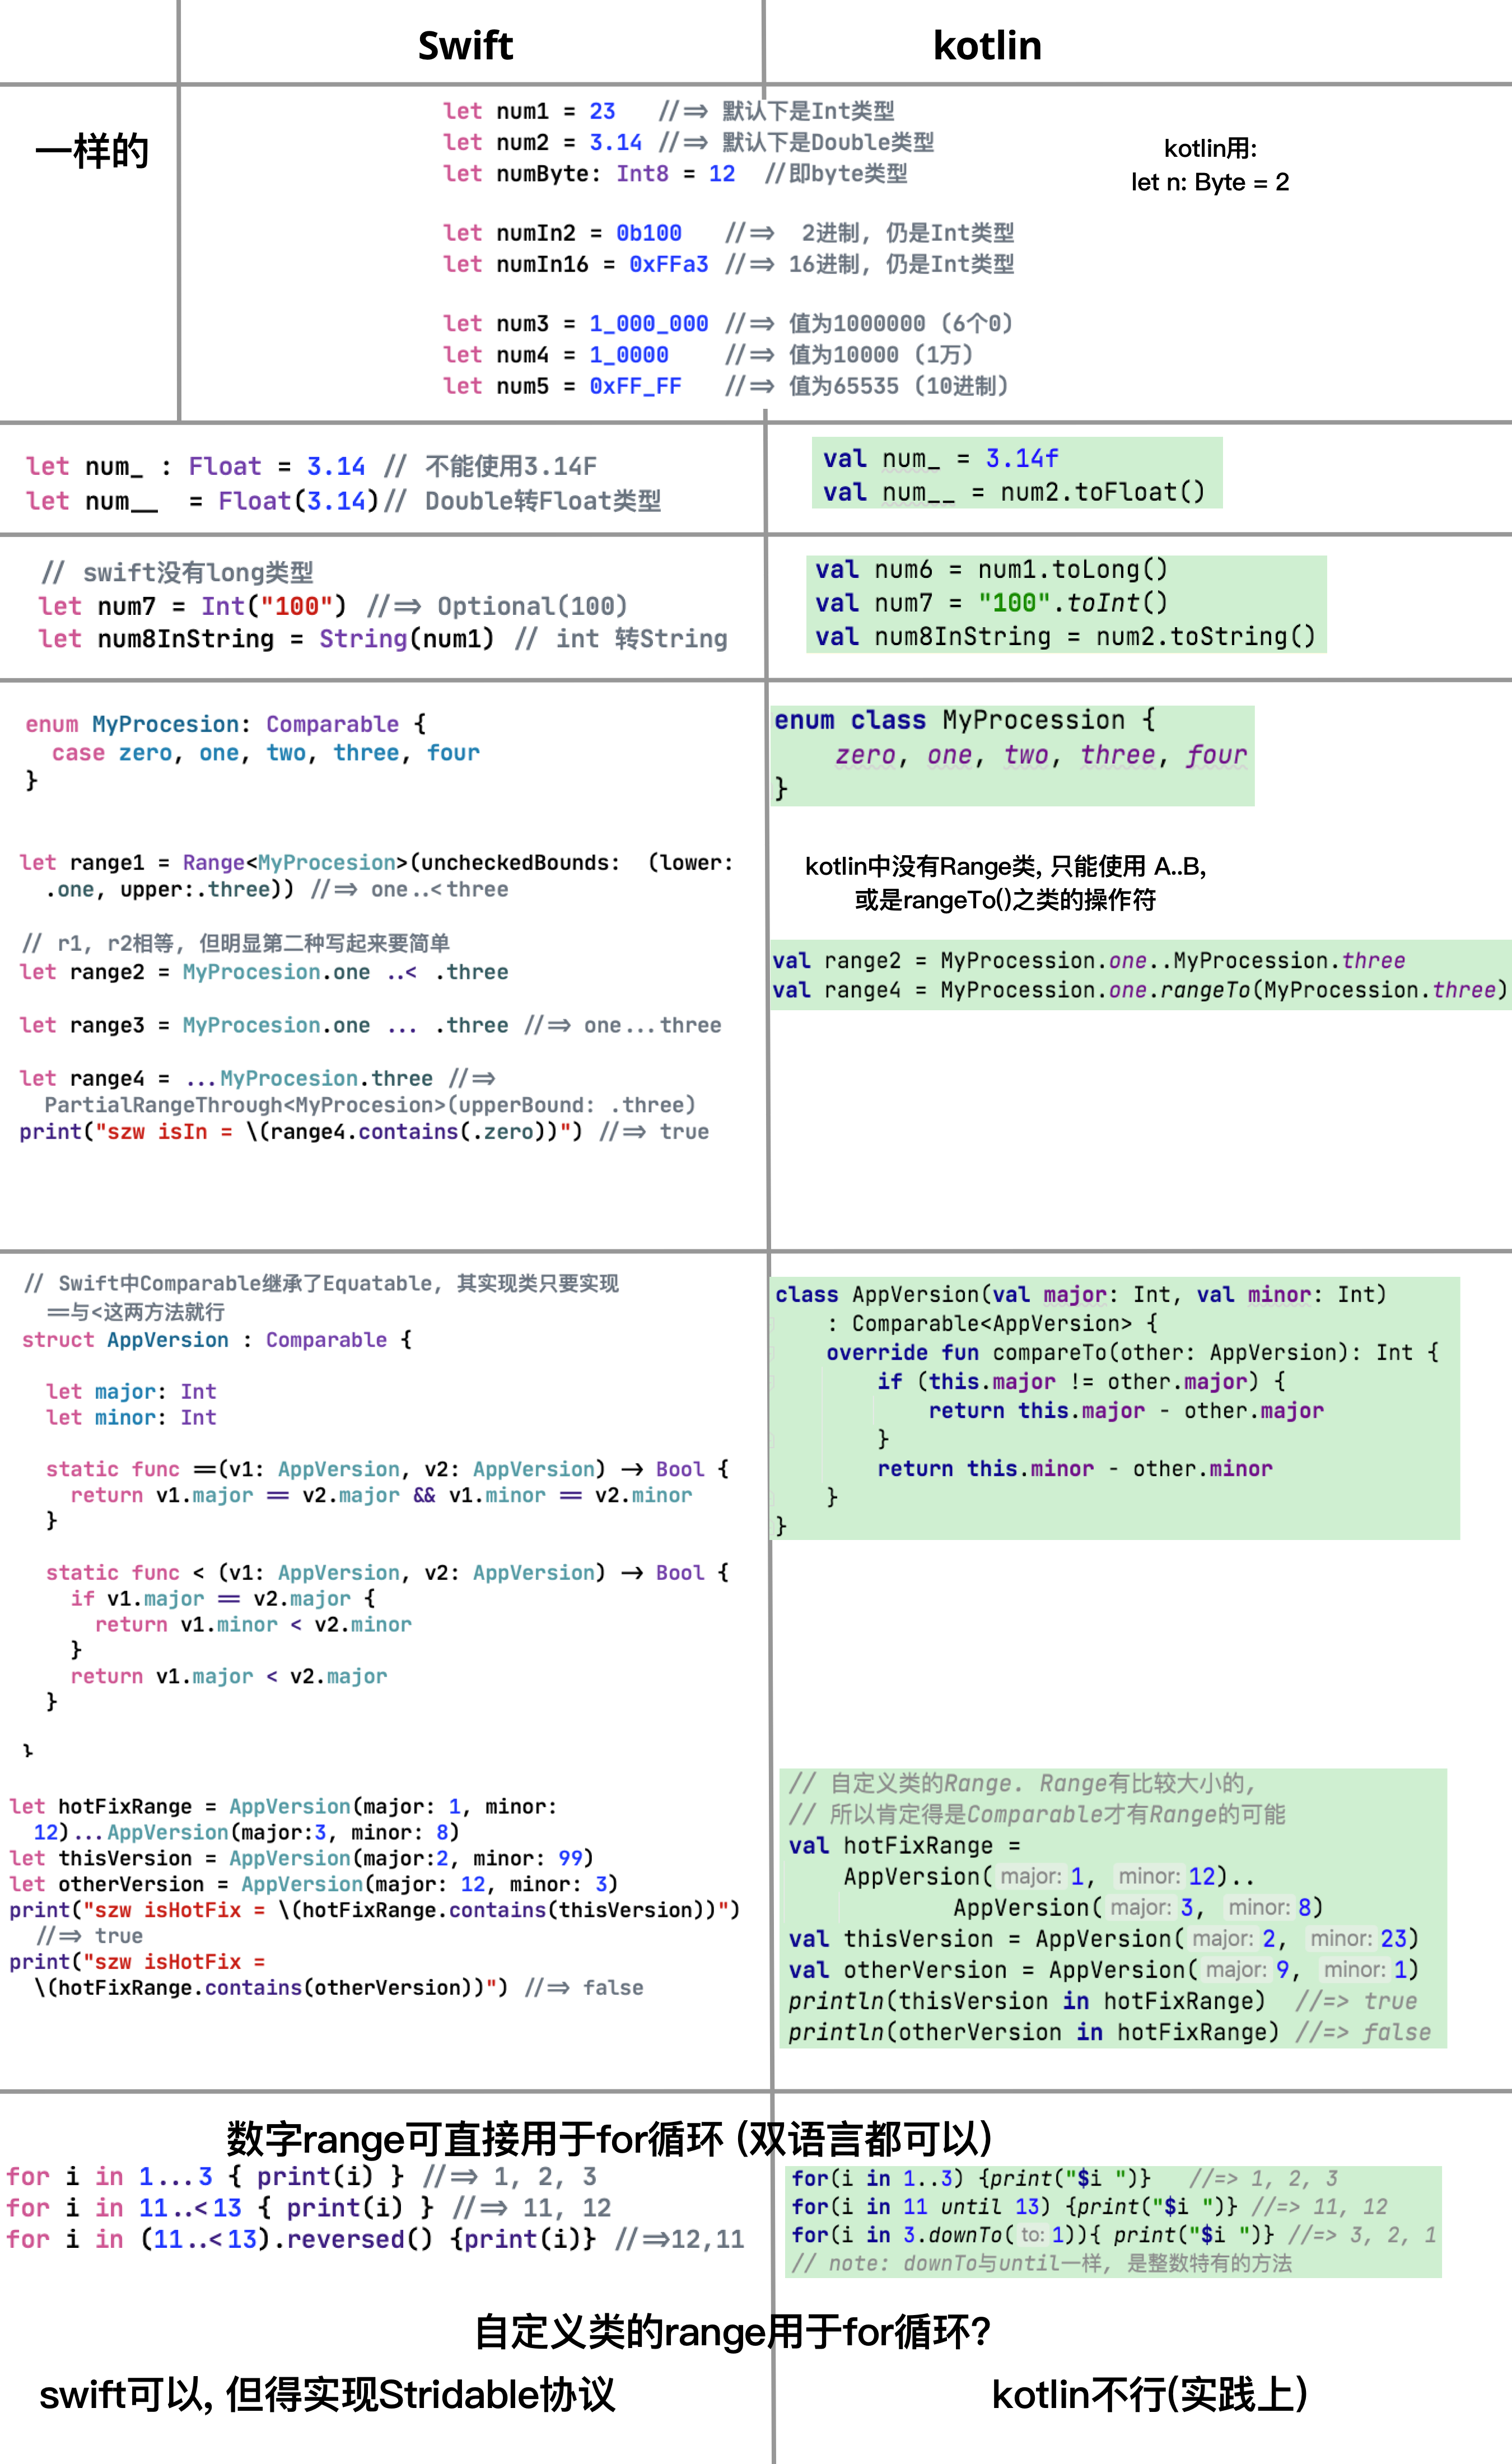 Swift
kotlin
一样的
let num1 = 23 //=> 默认下是Int类型
let num2 = 3.14 //=> 默认下是Double类型
let numByte: Int8 = 12 //即byte类型
let numIn2 = 0b100 //=> 2进制, 仍是Int类型
let numIn16 = 0xFFa3 //=> 16进制, 仍是Int类型
let num3 = 1_000_000 //=> 值为1000000 (6个0)
let num4 = 1_0000 //=> 值为10000 (1万)
let num5 = 0xFF_FF //=> 值为65535 (10进制)
kotlin用:
let n: Byte = 2
let num_ : Float = 3.14 // 不能使用3.14F
let num__ = Float(3.14)// Double转Float类型
val num_ = 3.14f
val num__ = num2.toFloat()
// swift没有long类型
let num7 = Int("100") //=> Optional(100)
let num8InString = String(num1) // int 转String
val num6 = num1.toLong()
val num7 = "100".toInt()
val num8InString = num2.toString()
enum MyProcesion: Comparable {
case zero, one, two, three, four
}
let range1 = Range<MyProcesion>(uncheckedBounds: (lower:
.one, upper:.three)) //=> one..<three
// r1, r2相等, 但明显第二种写起来要简单
let range2 = MyProcesion.one ..< .three
let range3 = MyProcesion.one ... .three //=> one...three
let range4 = ...MyProcesion.three //=>
PartialRangeThrough<MyProcesion>(upperBound: .three)
print("szw isIn = \(range4.contains(.zero))") //=> true
enum class MyProcession {
zero, one, two, three, four
}
kotlin中没有Range类, 只能使用 A..B,
或是rangeTo()之类的操作符
val range2 = MyProcession.one..MyProcession.three
val range4 = MyProcession.one.rangeTo(MyProcession.three)
// Swift中Comparable继承了Equatable, 其实现类只要实现
==与<这两方法就行
struct AppVersion : Comparable {
let major: Int
let minor: Int
static func ==(v1: AppVersion, v2: AppVersion) -> Bool {
return v1.major == v2.major && v1.minor == v2.minor
}
static func < (v1: AppVersion, v2: AppVersion) -> Bool {
if v1.major == v2.major {
return v1.minor < v2.minor
}
return v1.major < v2.major
}
}
let hotFixRange = AppVersion(major: 1, minor:
12)...AppVersion(major:3, minor: 8)
let thisVersion = AppVersion(major:2, minor: 99)
let otherVersion = AppVersion(major: 12, minor: 3)
print("szw isHotFix = \(hotFixRange.contains(thisVersion))")
//=> true
print("szw isHotFix =
\(hotFixRange.contains(otherVersion))") //=> false
class AppVersion(val major: Int, val minor: Int)
: Comparable<AppVersion> {
override fun compareTo(other: AppVersion): Int {
if (this.major != other.major) {
return this.major - other.major
}
return this.minor - other.minor
}
}
// 自定义类的Range. Range有比较大小的,
// 所以肯定得是Comparable才有Range的可能
val hotFixRange =
AppVersion( major: 1, minor: 12)..
AppVersion( major: 3, minor: 8)
val thisVersion = AppVersion( major: 2, minor: 23)
val otherVersion = AppVersion( major: 9, minor: 1)
println(thisVersion in hotFixRange) //=> true
println(otherVersion in hotFixRange) //=> false
数字range可直接用于for循环 (双语言都可以)
for i in 1...3 { print(i) } //=> 1, 2, 3
for i in 11..<13 { print(i) } //=> 11, 12
for i in (11..<13).reversed() {print(i)} //=>12,11
for(i in 1..3) {print("$i ")} //=> 1, 2, 3
for(i in 11 until 13) {print("$i ")} //=> 11, 12
for(i in 3.downTo( to: 1)){ print("$i ")} //=> 3, 2, 1
// note: downTo与until一样, 是整数特有的方法
自定义类的range用于for循环?
swift可以, 但得实现Stridable协议
kotlin不行(实践上)